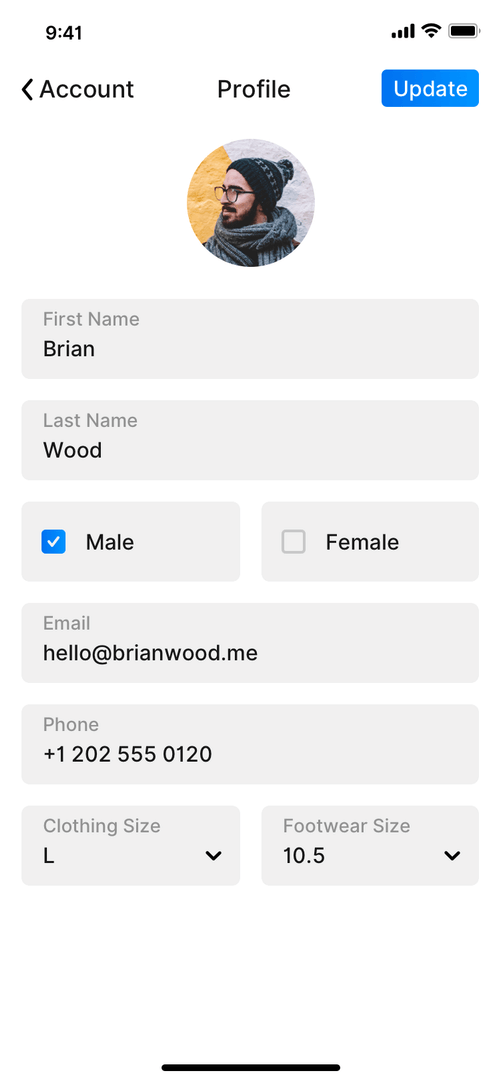 9:41
Account
Profile
Update
First Name
Brian
Last Name
Wood
Male
Female
Email
hello@brianwood.me
Phone
+1 202 555 0120
Clothing Size
Footwear Size
L
10.5